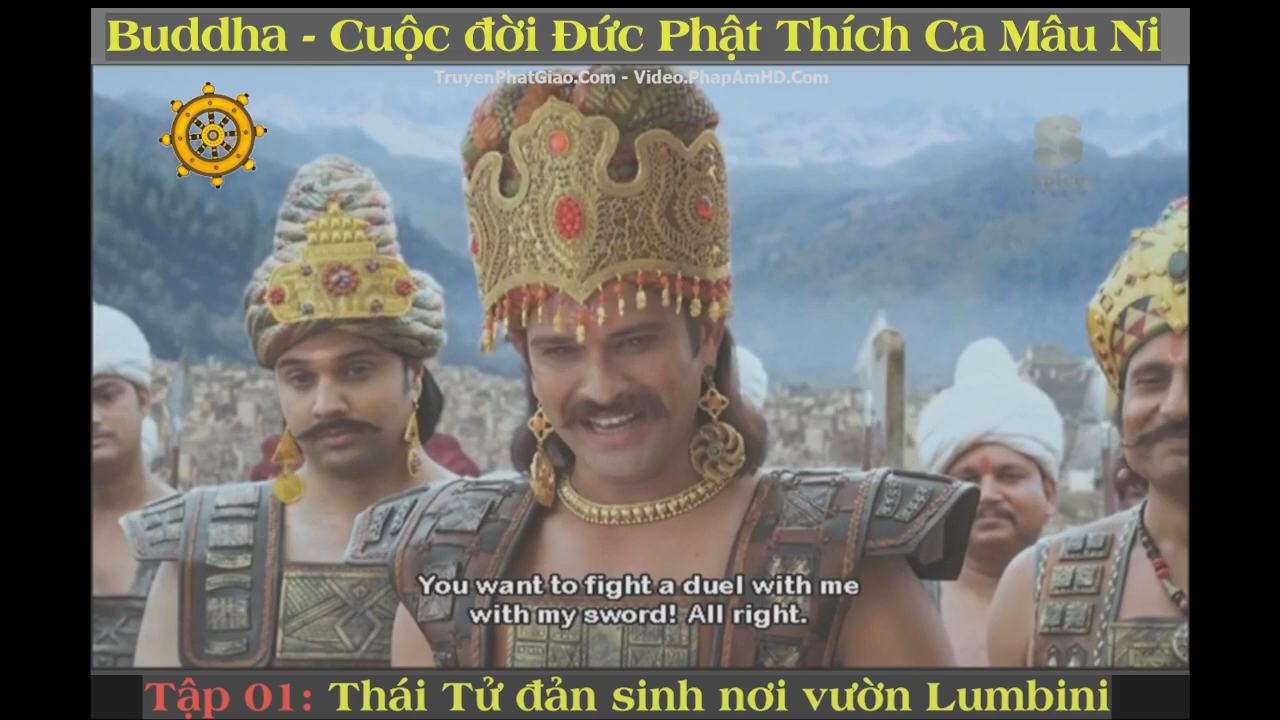 Buddha - Cuộc đời Đức Phật Thích Ca Mâu Ni
TruyenPhatGiao.Com - Video.PhapAmHD.Com
You want to fight a duel with me
with my sword! All right.
Tập 01: Thái Tử đản sinh nơi vườn Lumbini